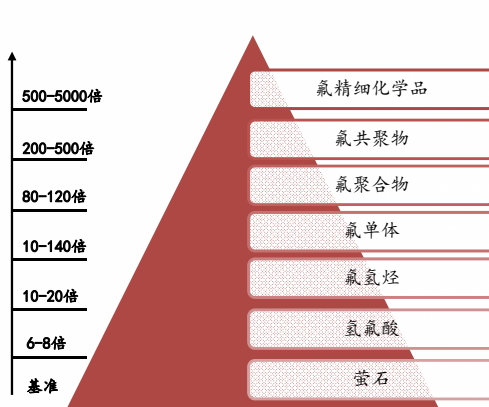 500-5000倍
氟精细化学品
200-500倍
氟共聚物
80-120倍
氟聚合物
10-140倍
氟单体
10-20倍
氟氢烃
6-8倍
氢氟酸
基准
萤石